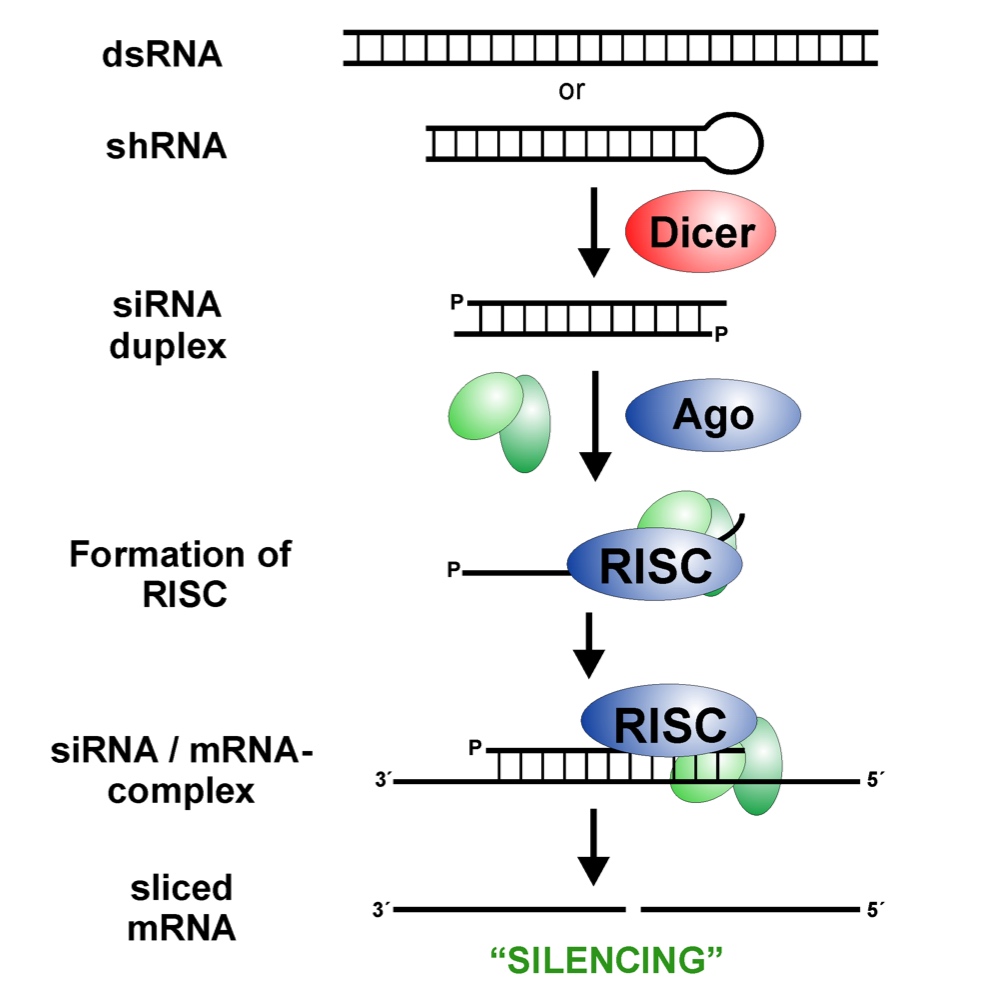 dsRNA
or
shRNA
Dicer
siRNA
duplex
P
P
Ago
Formation of
RISC
P
RISC
siRNA / mRNA-
complex
RISC
P
3´
5´
sliced
mRNA
3´
5´
“SILENCING”